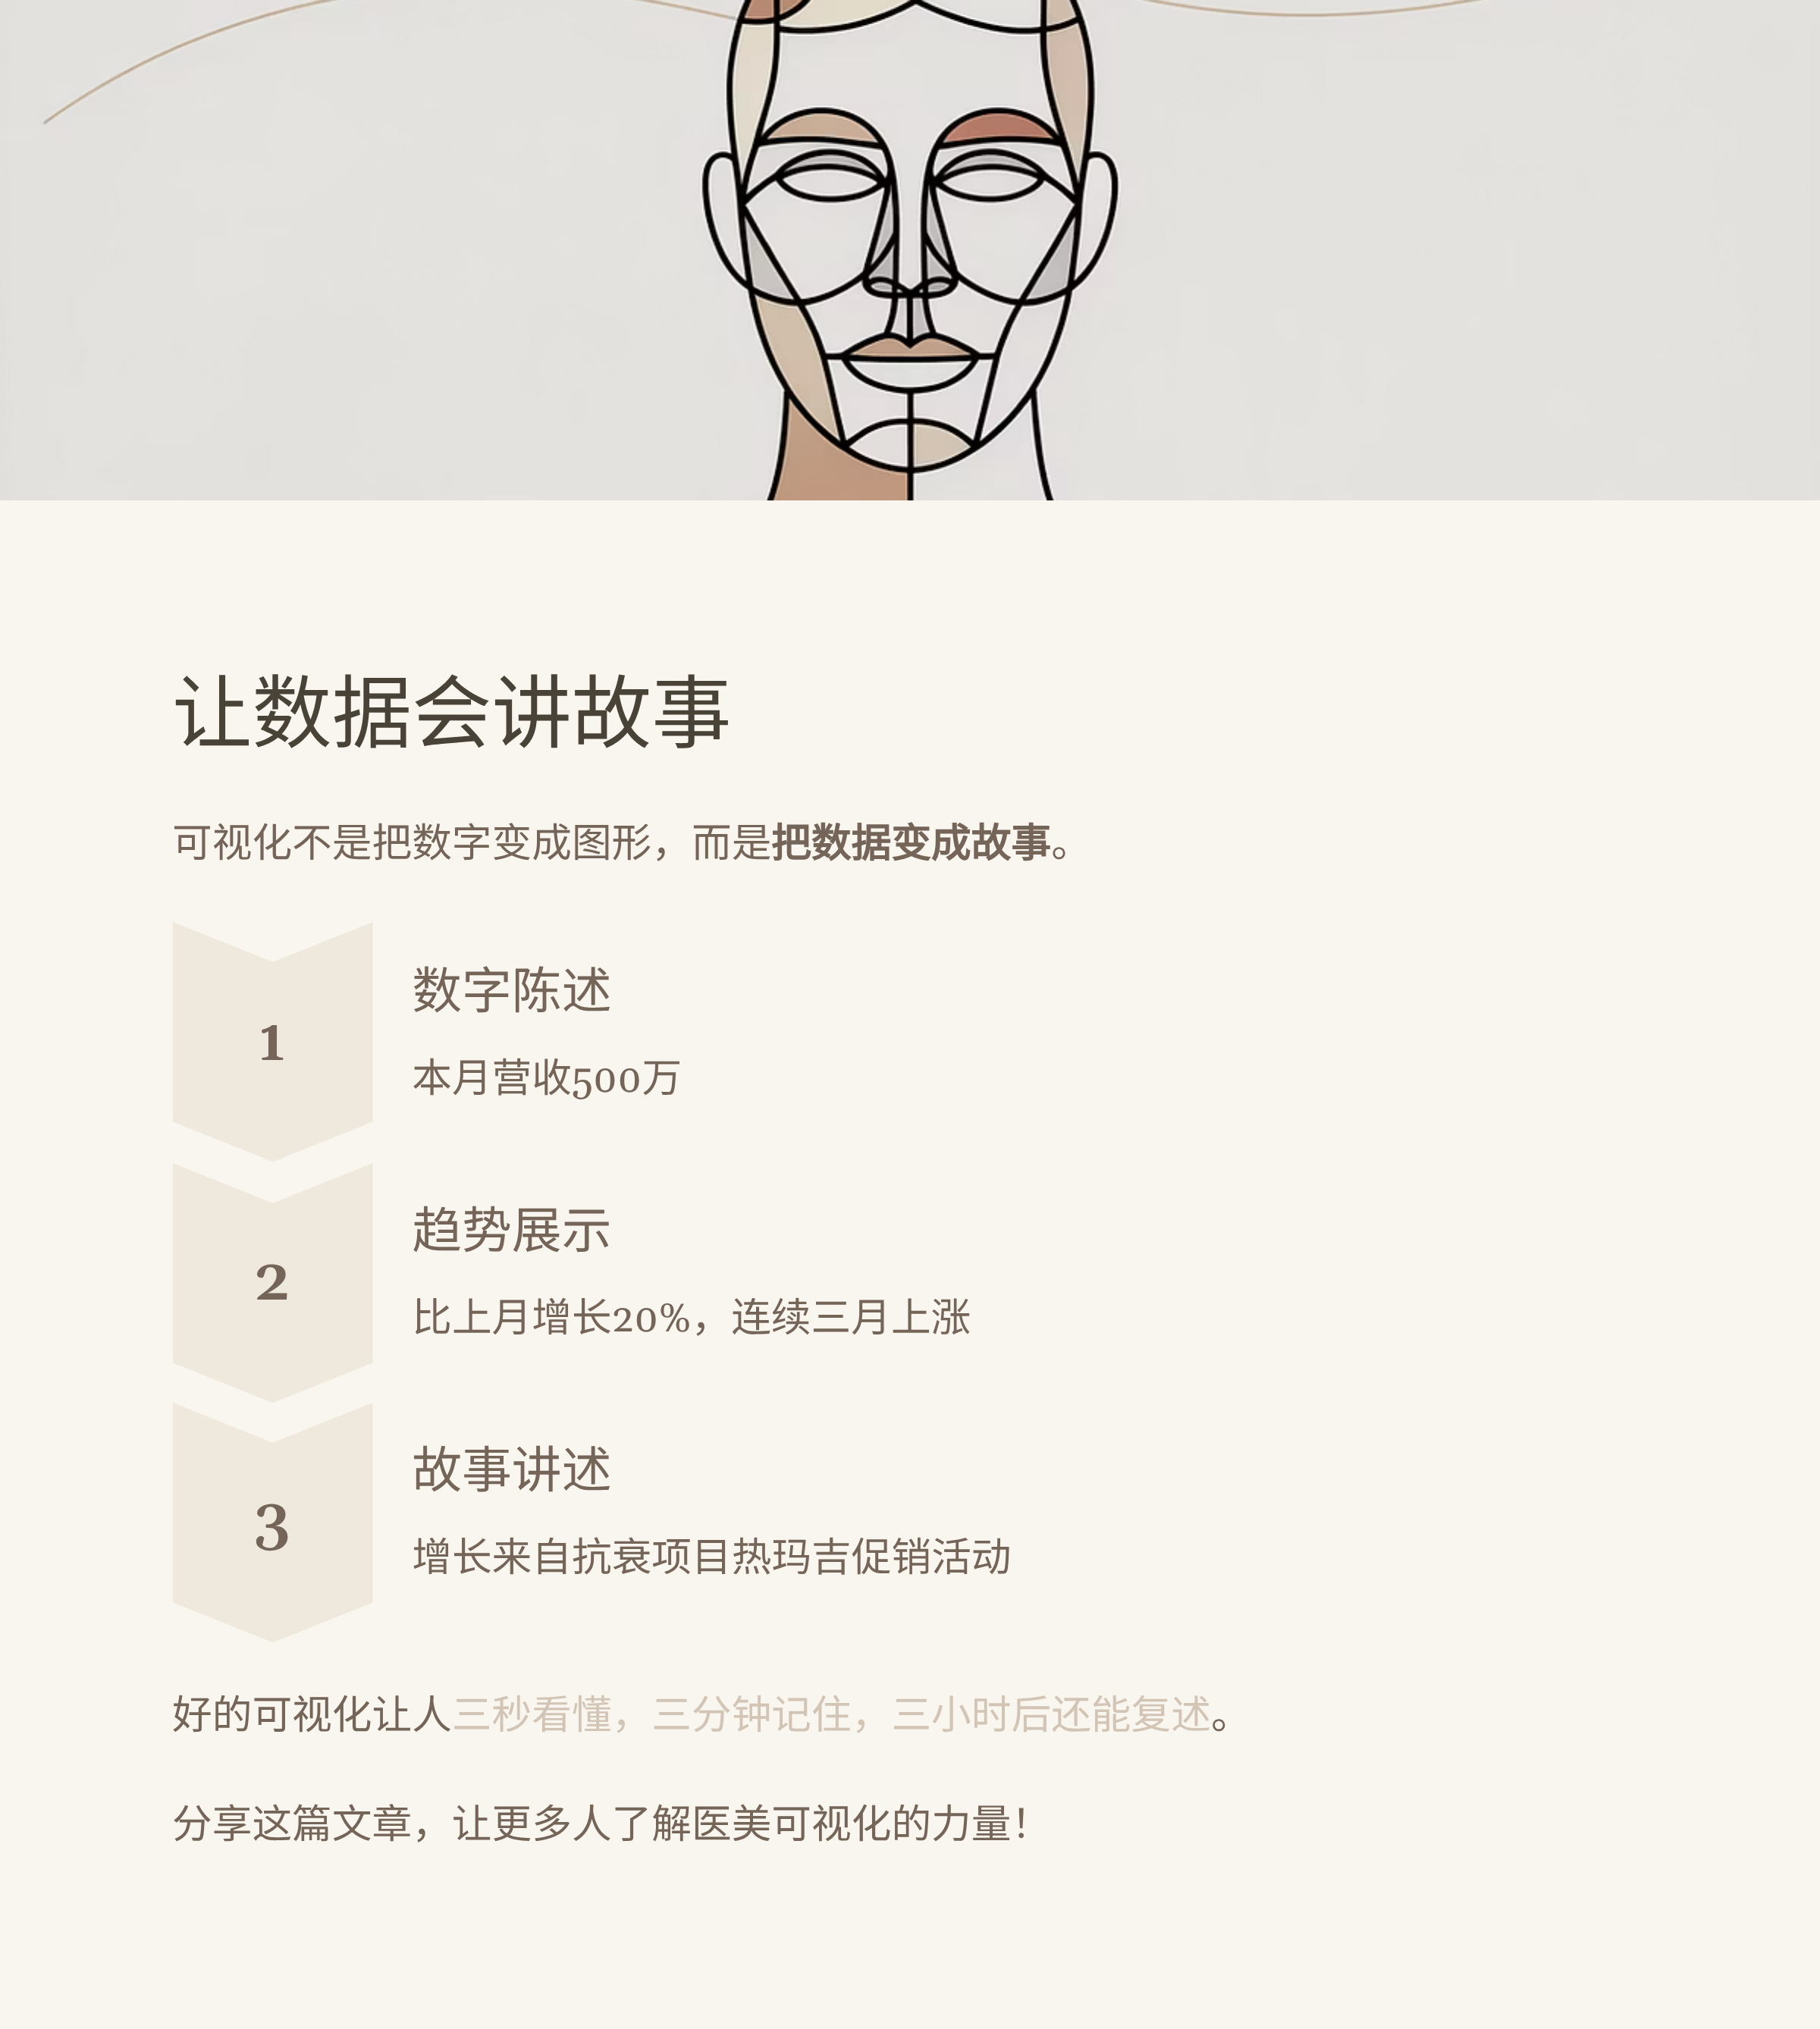 让数据会讲故事
可视化不是把数字变成图形，而是把数据变成故事。
1
数字陈述
本月营收500万
2
趋势展示
比上月增长20%，连续三月上涨
3
故事讲述
增长来自抗衰项目热玛吉促销活动
好的可视化让人三秒看懂，三分钟记住，三小时后还能复述。
分享这篇文章，让更多人了解医美可视化的力量！